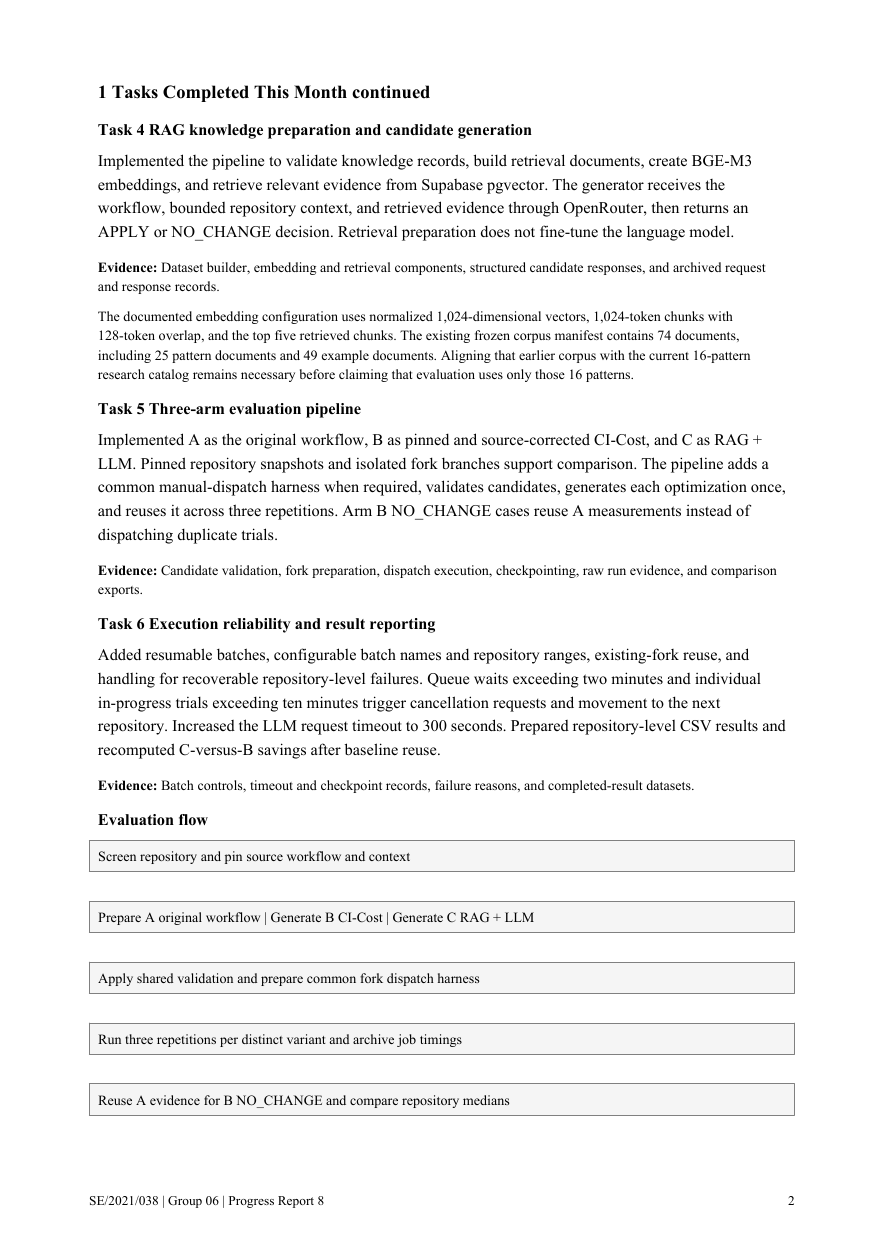 1 Tasks Completed This Month continued
Task 4 RAG knowledge preparation and candidate generation
Implemented the pipeline to validate knowledge records, build retrieval documents, create BGE-M3
embeddings, and retrieve relevant evidence from Supabase pgvector. The generator receives the
workflow, bounded repository context, and retrieved evidence through OpenRouter, then returns an
APPLY or NO_CHANGE decision. Retrieval preparation does not fine-tune the language model.
Evidence: Dataset builder, embedding and retrieval components, structured candidate responses, and archived request
and response records.
The documented embedding configuration uses normalized 1,024-dimensional vectors, 1,024-token chunks with
128-token overlap, and the top five retrieved chunks. The existing frozen corpus manifest contains 74 documents,
including 25 pattern documents and 49 example documents. Aligning that earlier corpus with the current 16-pattern
research catalog remains necessary before claiming that evaluation uses only those 16 patterns.
Task 5 Three-arm evaluation pipeline
Implemented A as the original workflow, B as pinned and source-corrected CI-Cost, and C as RAG +
LLM. Pinned repository snapshots and isolated fork branches support comparison. The pipeline adds a
common manual-dispatch harness when required, validates candidates, generates each optimization once,
and reuses it across three repetitions. Arm B NO_CHANGE cases reuse A measurements instead of
dispatching duplicate trials.
Evidence: Candidate validation, fork preparation, dispatch execution, checkpointing, raw run evidence, and comparison
exports.
Task 6 Execution reliability and result reporting
Added resumable batches, configurable batch names and repository ranges, existing-fork reuse, and
handling for recoverable repository-level failures. Queue waits exceeding two minutes and individual
in-progress trials exceeding ten minutes trigger cancellation requests and movement to the next
repository. Increased the LLM request timeout to 300 seconds. Prepared repository-level CSV results and
recomputed C-versus-B savings after baseline reuse.
Evidence: Batch controls, timeout and checkpoint records, failure reasons, and completed-result datasets.
Evaluation flow
Screen repository and pin source workflow and context
Prepare A original workflow | Generate B CI-Cost | Generate C RAG + LLM
Apply shared validation and prepare common fork dispatch harness
Run three repetitions per distinct variant and archive job timings
Reuse A evidence for B NO_CHANGE and compare repository medians
SE/2021/038 | Group 06 | Progress Report 8
2